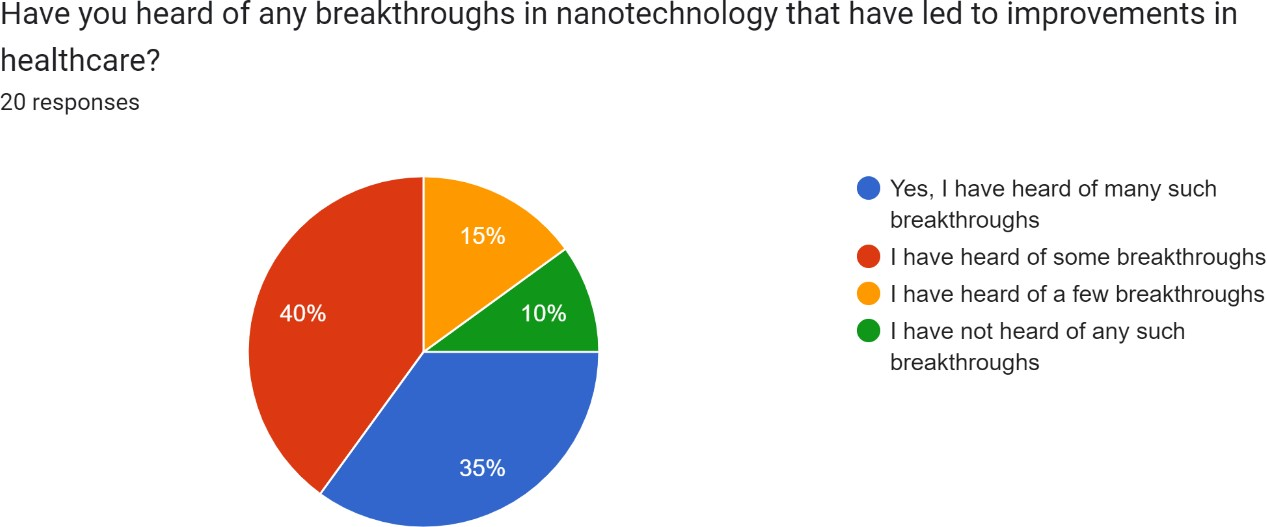 Have you heard of any breakthroughs in nanotechnology that have led to improvements in
healthcare?
20 responses
15%
10%
40%
35%
Yes, I have heard of many such
breakthroughs
I have heard of some breakthroughs
I have heard of a few breakthroughs
I have not heard of any such
breakthroughs